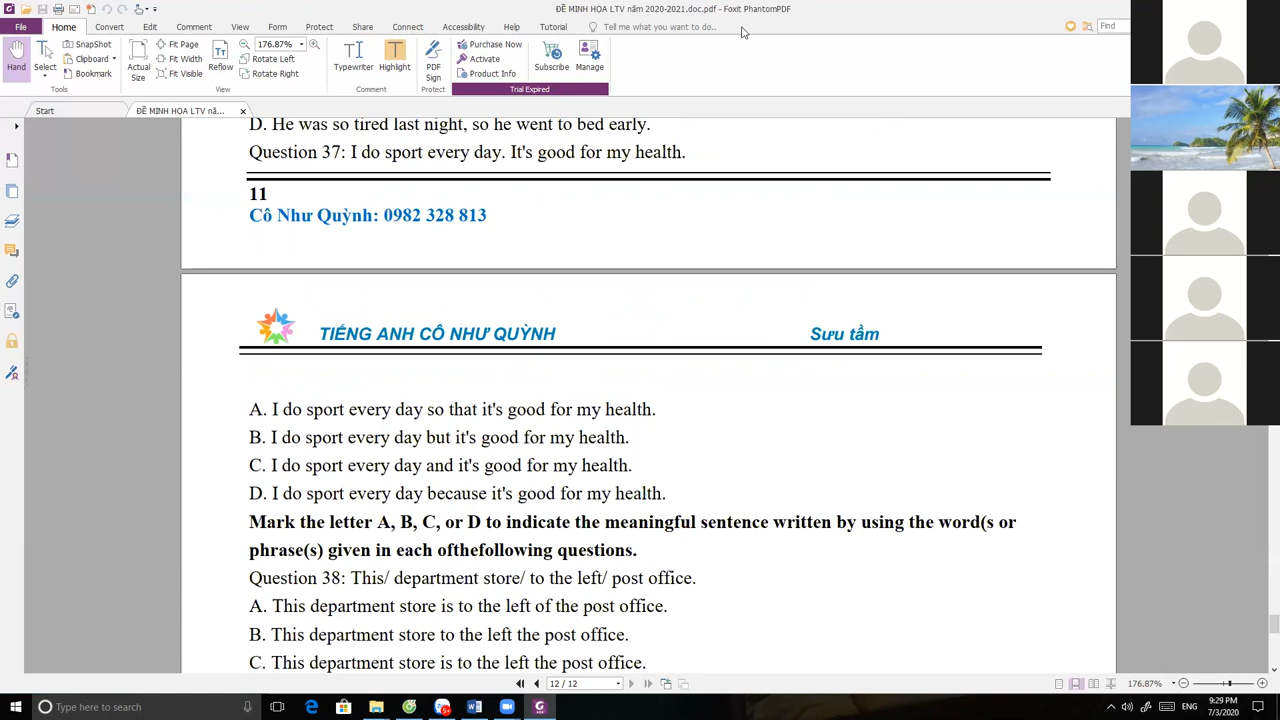 ĐỀ MINH HỌA LTV năm 2020-2021.doc.pdf - Foxit PhantomPDF
File Home Convert Edit View Form Protect Share Connect Accessibility Help Tutorial Tell me what you want to do.. Find
Hand
Select
SnapShot
Clipboard
Bookmark
Tools
Actual Size
Fit Page
Fit Width
Fit Visible
Reflow
176.87%
Rotate Left
Rotate Right
View
Typewriter
Highlight
Comment
PDF Sign
Protect
Purchase Now
Activate
Product Info
Subscribe
Manage
Trial Expired
Start
ĐỀ MINH HỌA LTV nă...
D. He was so tired last night, so he went to bed early.
Question 37: I do sport every day. It's good for my health.
11
Cô Như Quỳnh: 0982 328 813
TIẾNG ANH CÔ NHƯ QUỲNH Sưu tầm
A. I do sport every day so that it's good for my health.
B. I do sport every day but it's good for my health.
C. I do sport every day and it's good for my health.
D. I do sport every day because it's good for my health.
Mark the letter A, B, C, or D to indicate the meaningful sentence written by using the word(s or
phrase(s) given in each ofthefollowing questions.
Question 38: This/ department store/ to the left/ post office.
A. This department store is to the left of the post office.
B. This department store to the left the post office.
C. This department store is to the left the post office.
12 / 12
176.87%
Type here to search
ENG
9:29 PM
7/3/2020